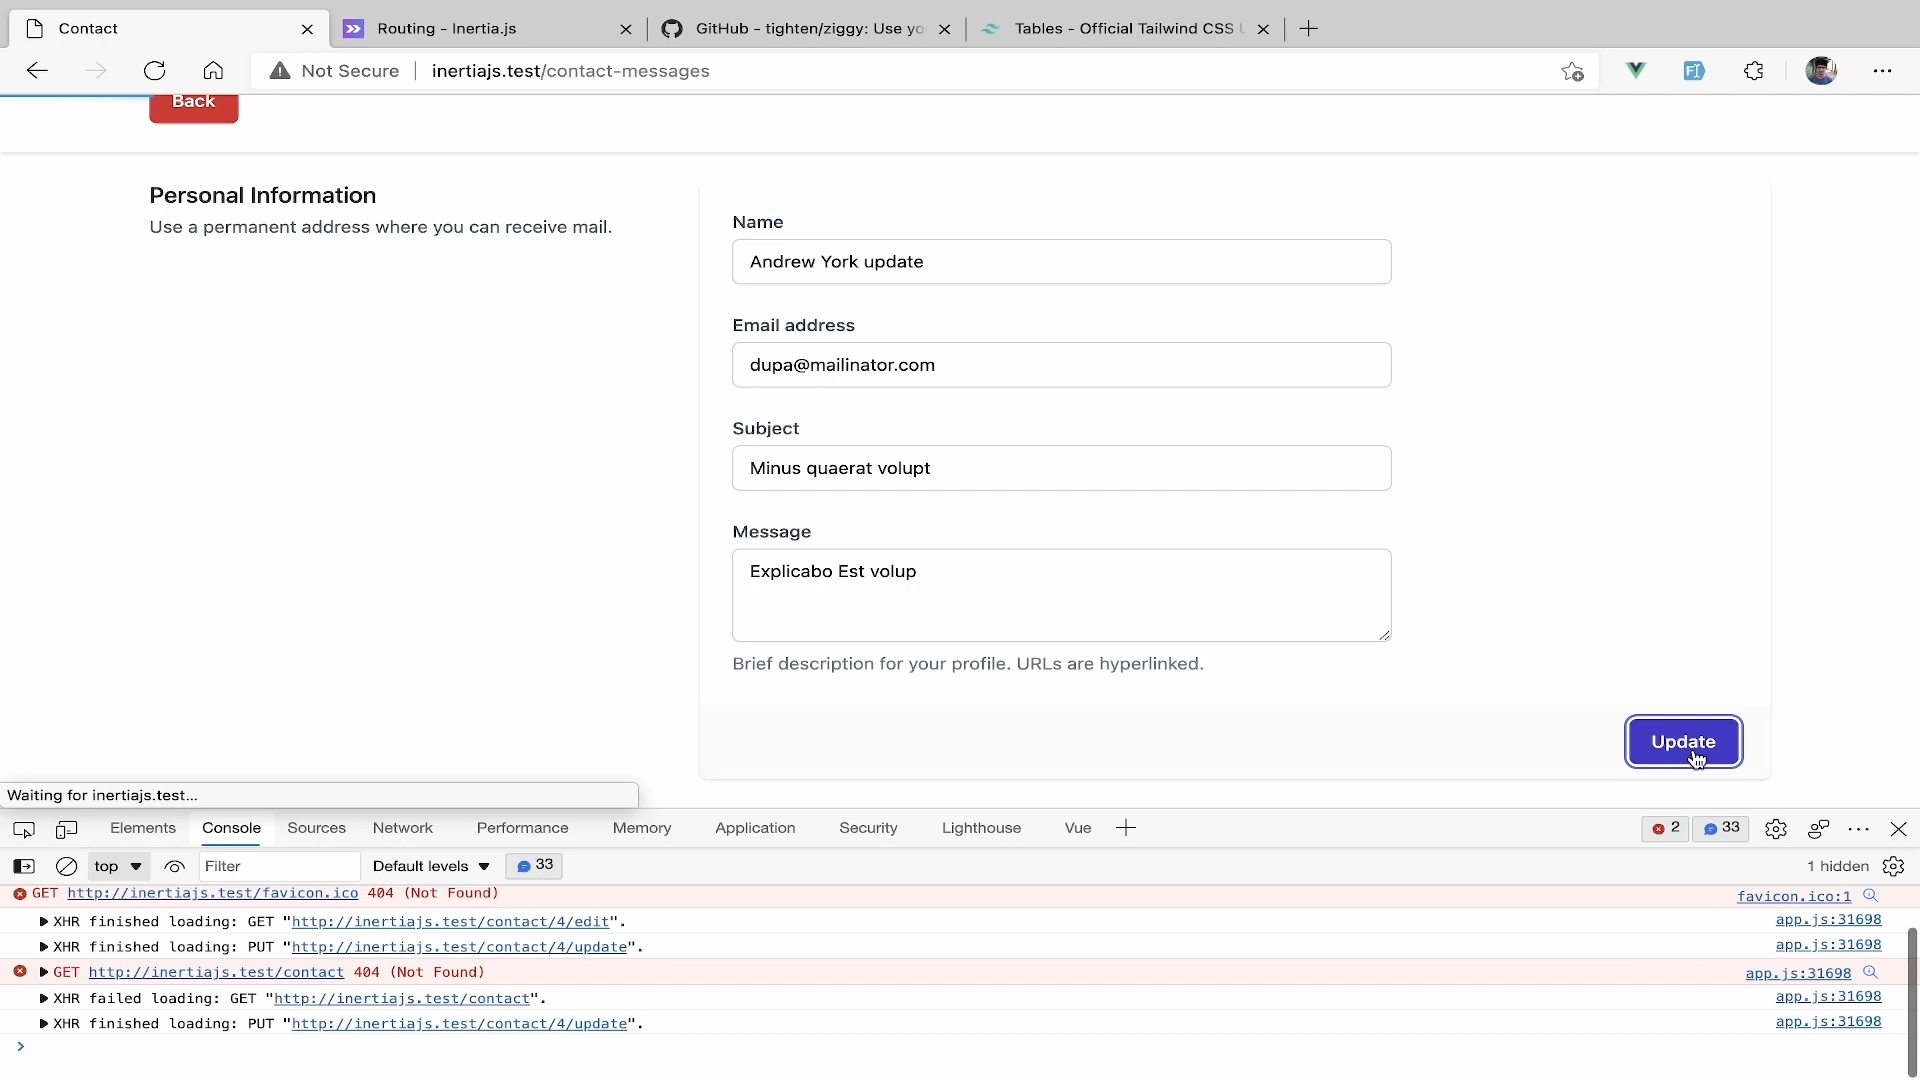 Contact
Routing - Inertia.js
GitHub - tighten/ziggy: Use yo
Tables - Official Tailwind CSS U
Not Secure
inertiajs.test/contact-messages
Back
Personal Information
Use a permanent address where you can receive mail.
Name
Andrew York update
Email address
dupa@mailinator.com
Subject
Minus quaerat volupt
Message
Explicabo Est volup
Brief description for your profile. URLs are hyperlinked.
Update
Waiting for inertiajs.test...
Elements
Console
Sources
Network
Performance
Memory
Application
Security
Lighthouse
Vue
2
33
top
Filter
Default levels
33
1 hidden
GET http://inertiajs.test/favicon.ico 404 (Not Found) favicon.ico:1
XHR finished loading: GET "http://inertiajs.test/contact/4/edit". app.js:31698
XHR finished loading: PUT "http://inertiajs.test/contact/4/update". app.js:31698
GET http://inertiajs.test/contact 404 (Not Found) app.js:31698
XHR failed loading: GET "http://inertiajs.test/contact". app.js:31698
XHR finished loading: PUT "http://inertiajs.test/contact/4/update". app.js:31698